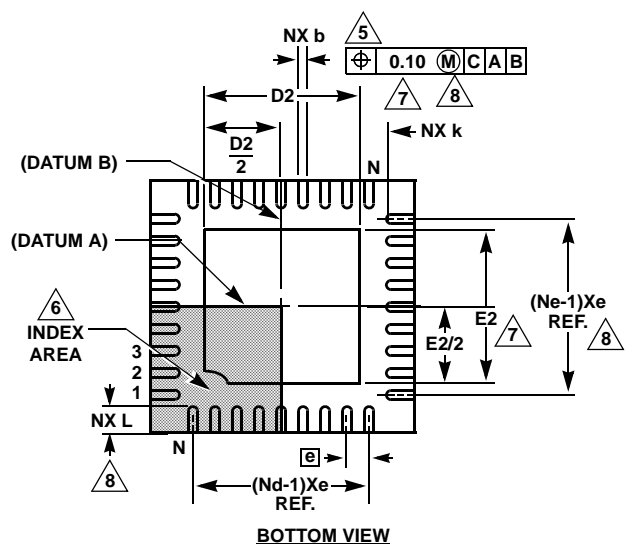 NX b
5
⌖ 0.10 Ⓜ C A B
7
8
D2
D2
2
NX k
(DATUM B)
N
(DATUM A)
6
INDEX
AREA
3
2
1
E2/2
E2
7
(Ne-1)Xe
REF.
8
NX L
8
N
e
(Nd-1)Xe
REF.
BOTTOM VIEW